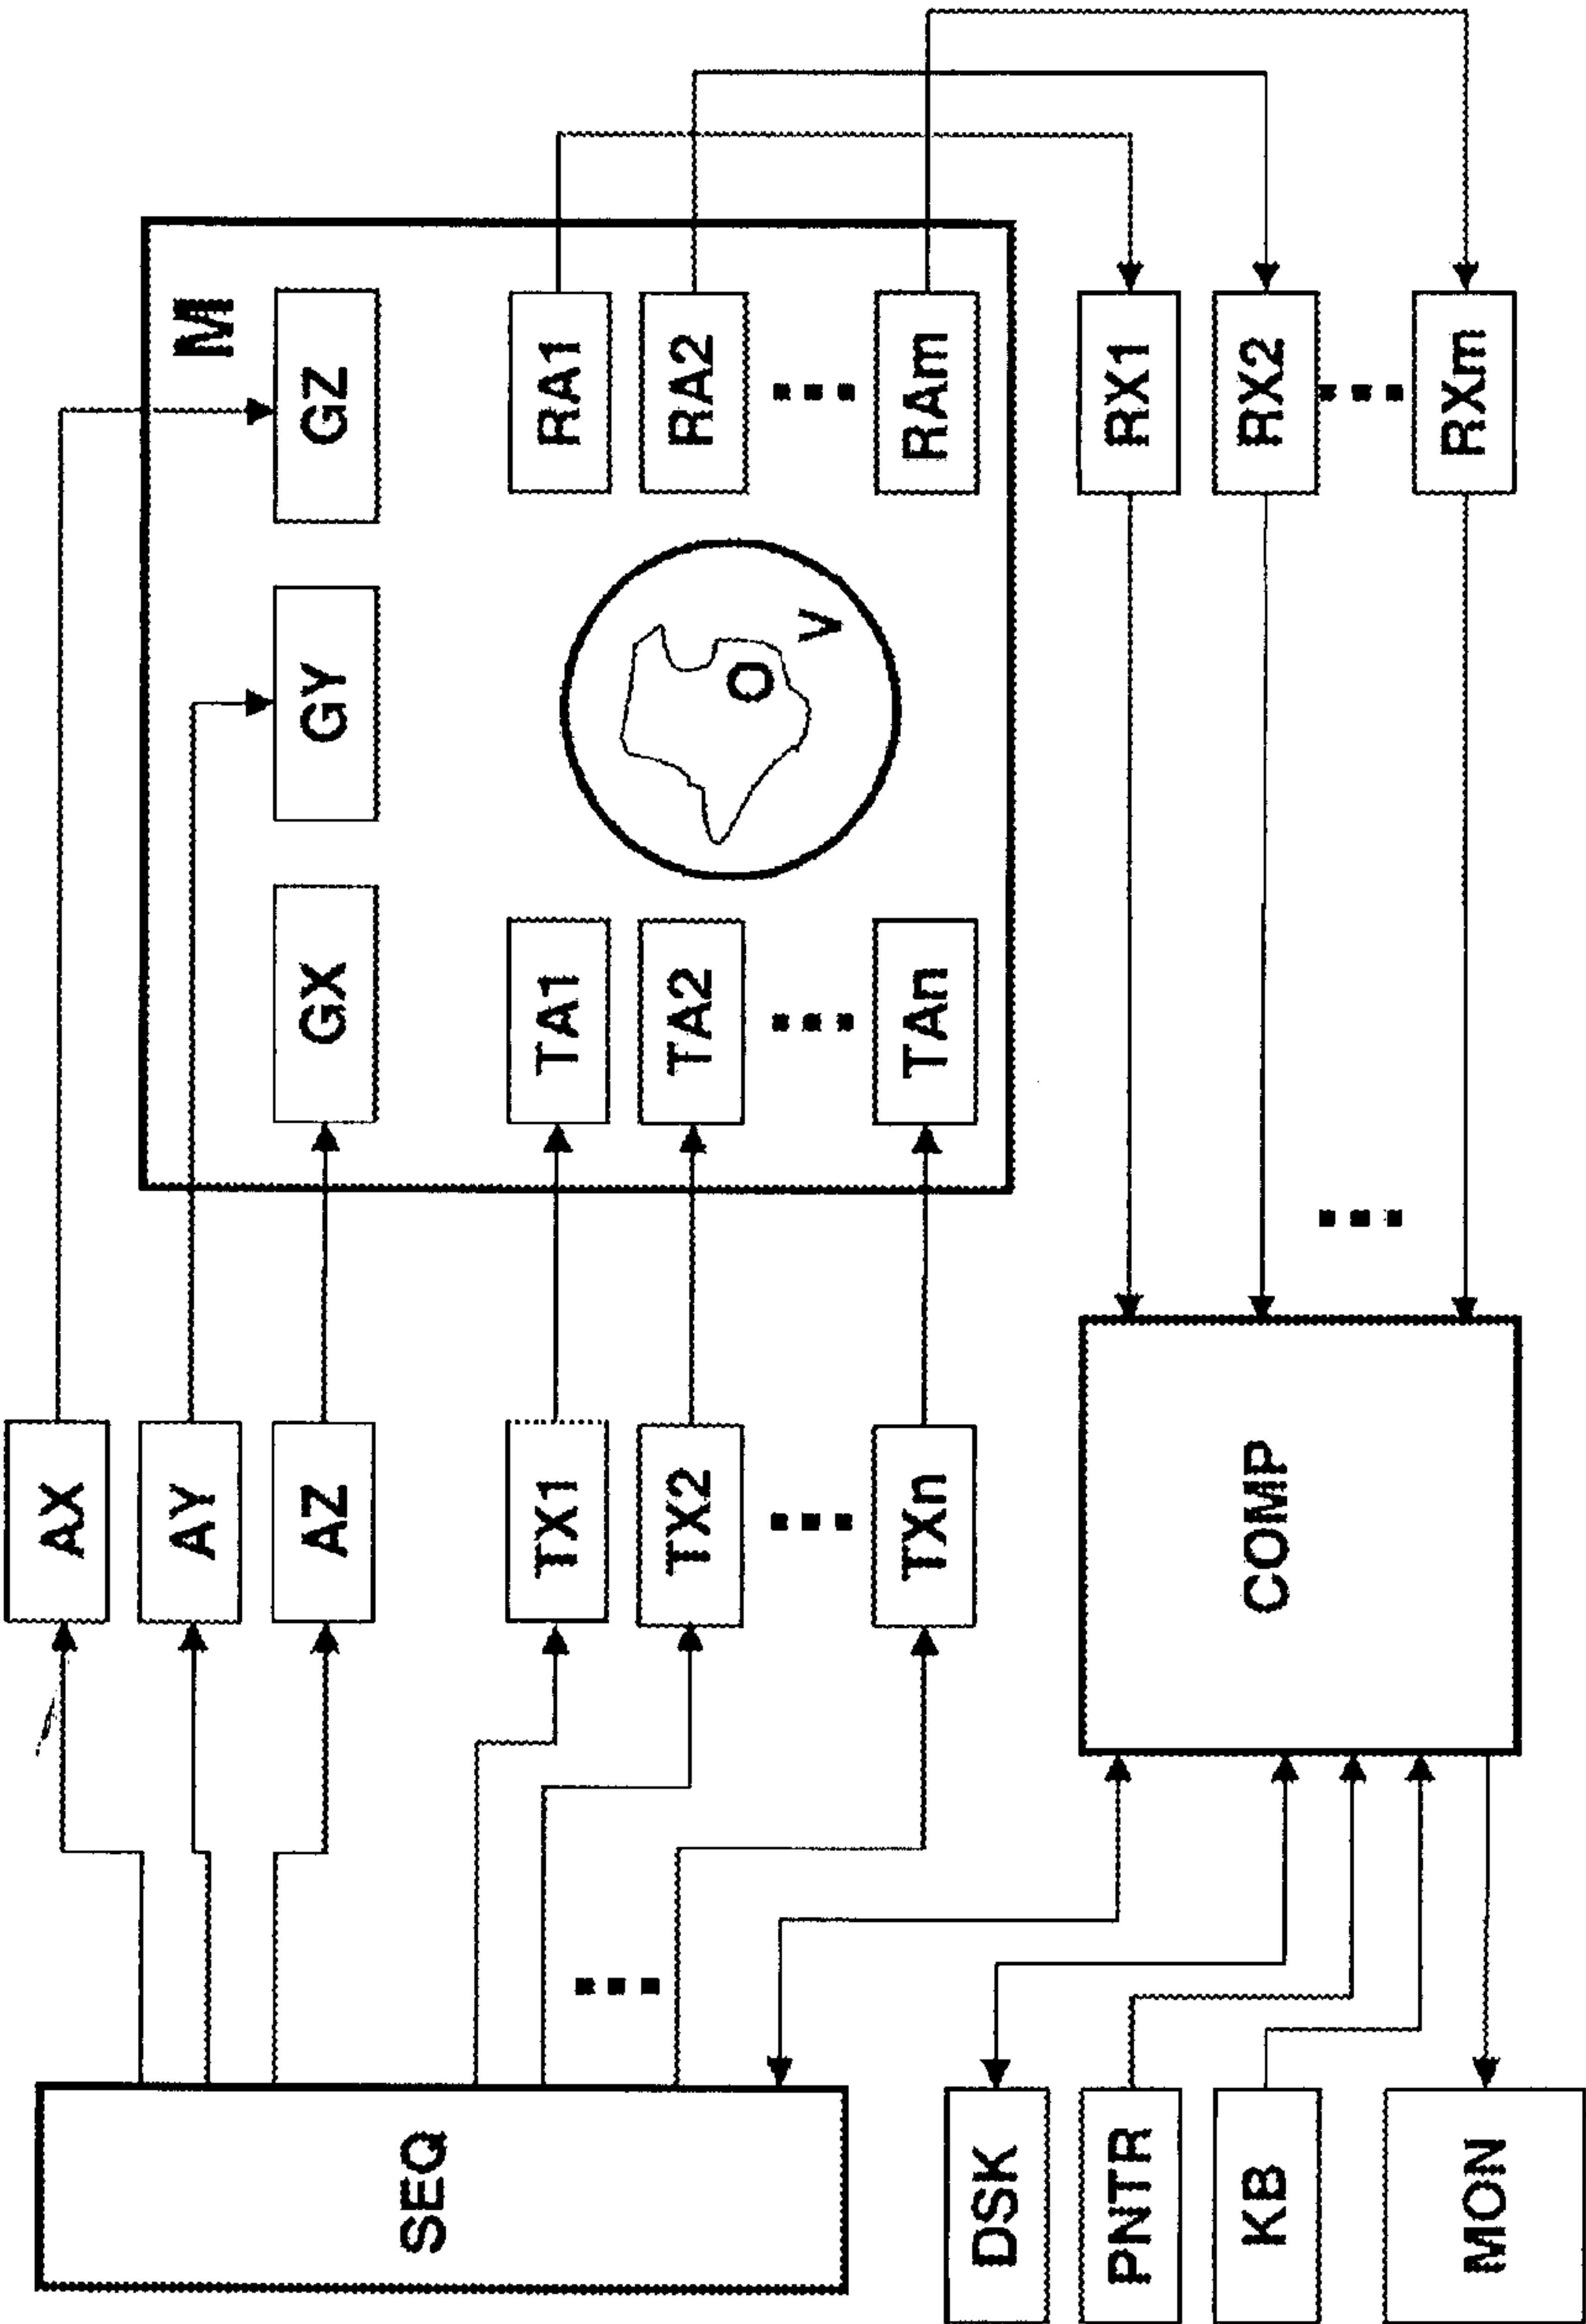 AX
AY
AZ
M
GX
GY
GZ
SEQ
TX1
TA1
RA1
TX2
TA2
RA2
...
...
...
...
O
V
TXn
TAn
RAm
DSK
PNTR
KB
MON
COMP
...
RX1
RX2
...
RXm